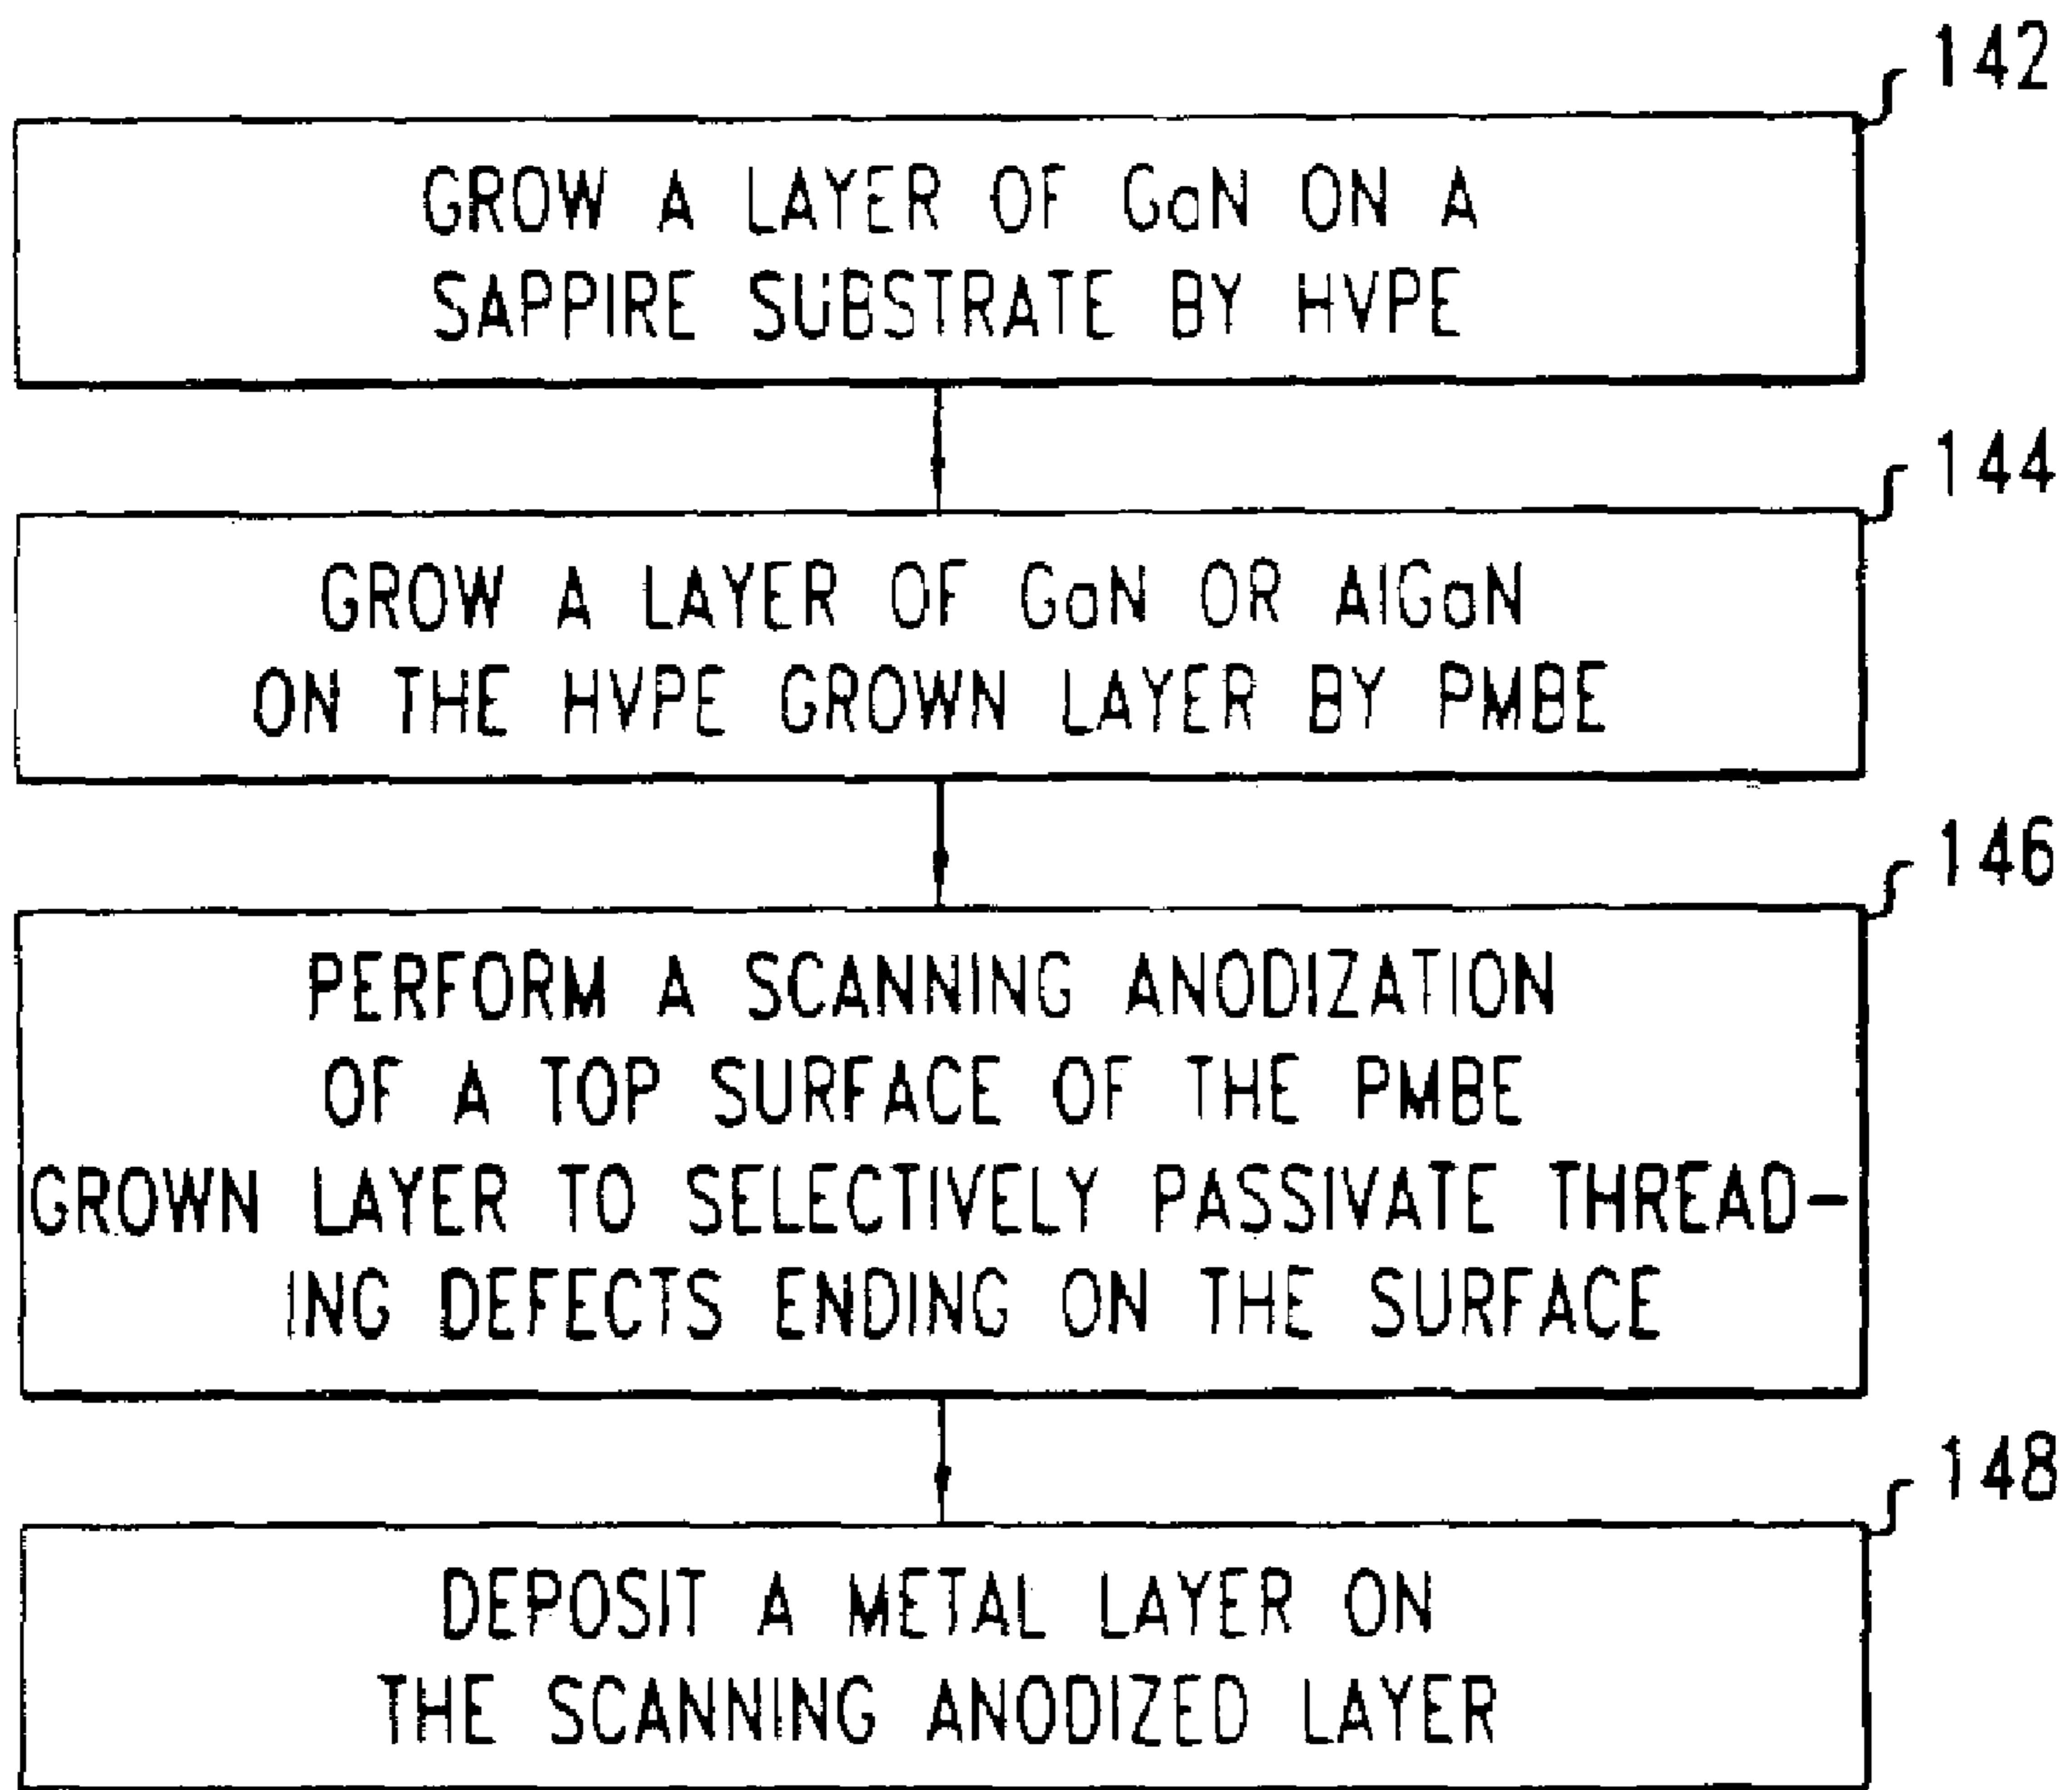 142
GROW A LAYER OF GaN ON A
SAPPIRE SUBSTRATE BY HVPE
144
GROW A LAYER OF GaN OR AlGaN
ON THE HVPE GROWN LAYER BY PMBE
146
PERFORM A SCANNING ANODIZATION
OF A TOP SURFACE OF THE PMBE
GROWN LAYER TO SELECTIVELY PASSIVATE THREAD-
ING DEFECTS ENDING ON THE SURFACE
148
DEPOSIT A METAL LAYER ON
THE SCANNING ANODIZED LAYER